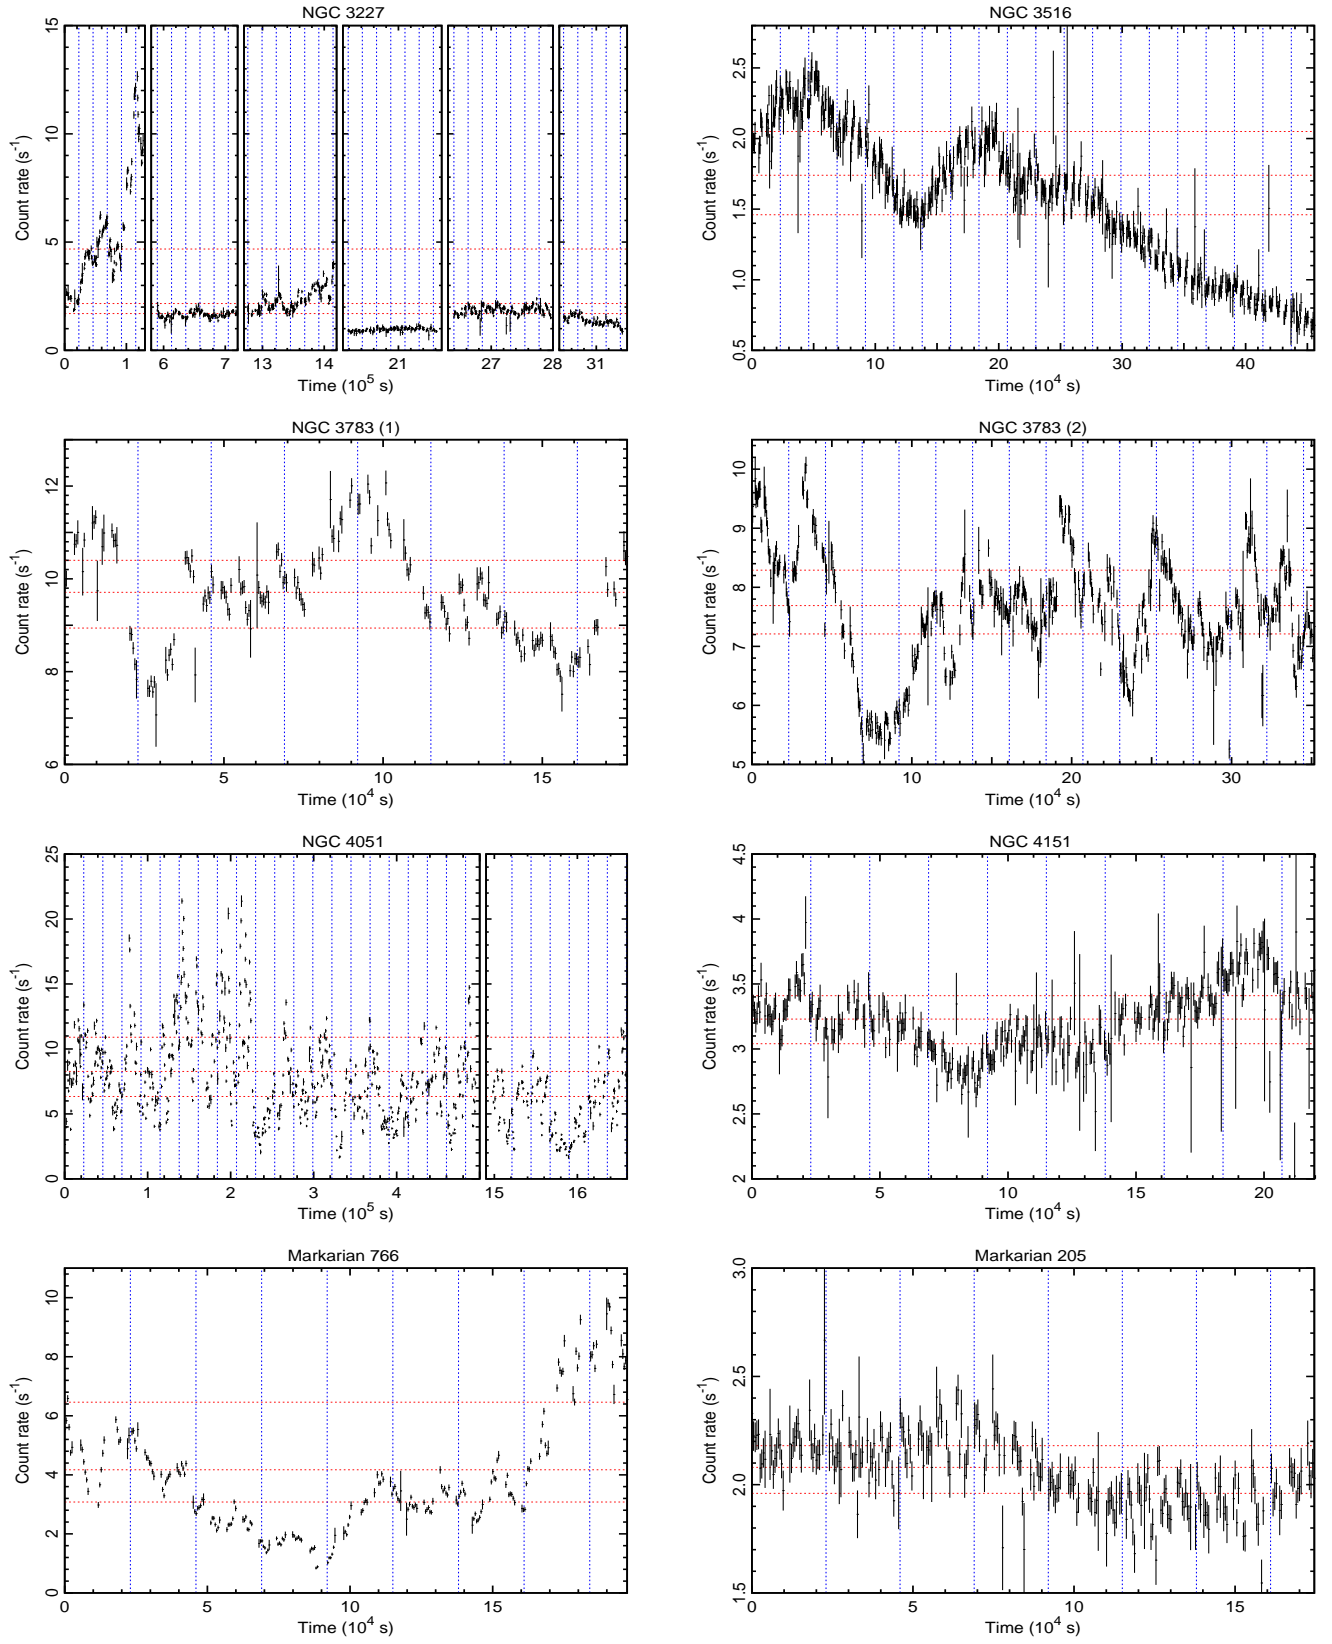 NGC 3227
Count rate (s-1)
15
10
5
0
0 1 6 7 13 14 21 27 28 31
Time (10^5 s)
NGC 3516
Count rate (s-1)
2.5
2.0
1.5
1.0
0.5
0 10 20 30 40
Time (10^4 s)
NGC 3783 (1)
Count rate (s-1)
13
12
11
10
9
8
7
6
0 5 10 15
Time (10^4 s)
NGC 3783 (2)
Count rate (s-1)
10
9
8
7
6
5
0 10 20 30
Time (10^4 s)
NGC 4051
Count rate (s-1)
25
20
15
10
5
0
0 1 2 3 4 15 16
Time (10^5 s)
NGC 4151
Count rate (s-1)
4.5
4
3.5
3
2.5
2
0 5 10 15 20
Time (10^4 s)
Markarian 766
Count rate (s-1)
10
8
6
4
2
0
0 5 10 15
Time (10^4 s)
Markarian 205
Count rate (s-1)
3.0
2.5
2.0
1.5
0 5 10 15
Time (10^4 s)